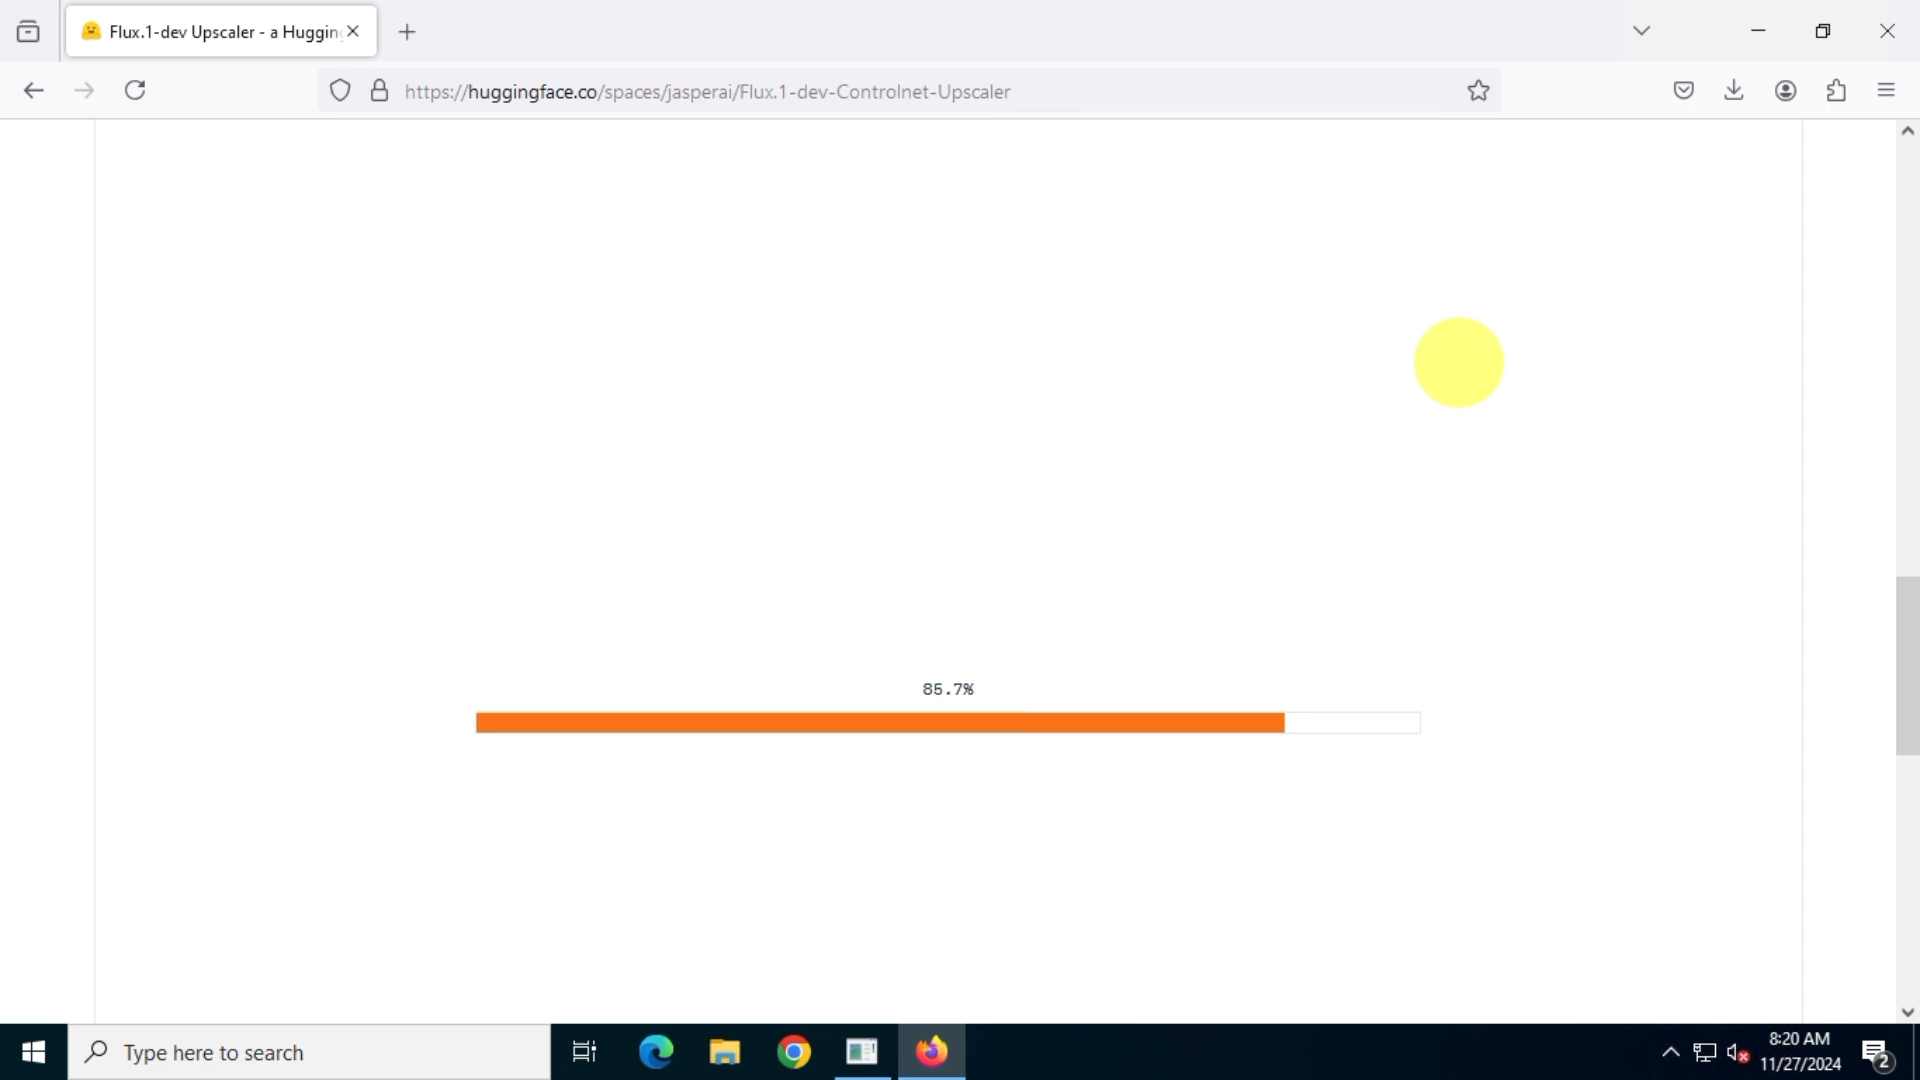 Flux.1-dev Upscaler - a Hugging
https://huggingface.co/spaces/jasperai/Flux.1-dev-Controlnet-Upscaler
85.7%
Type here to search
8:20 AM
11/27/2024
2